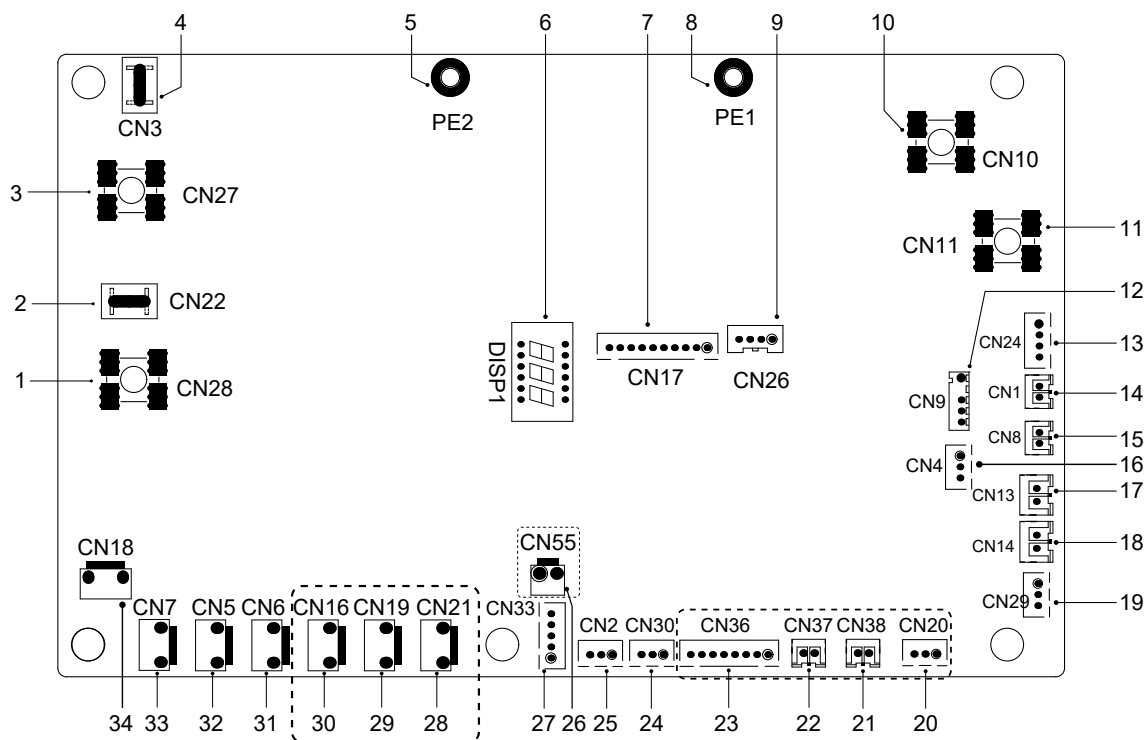 4 5 6 7 8 9 10
CN3
PE2
PE1
CN10
3
CN27
CN11
11
2
CN22
12
DISP1
CN17
CN26
CN24
13
1
CN28
CN9
CN1
14
CN8
15
CN4
16
CN13
17
CN14
18
CN18
CN55
CN29
19
CN7 CN5 CN6 CN16 CN19 CN21
CN33
CN2 CN30 CN36 CN37 CN38 CN20
34 33 32 31 30 29 28 27 26 25 24 23 22 21 20